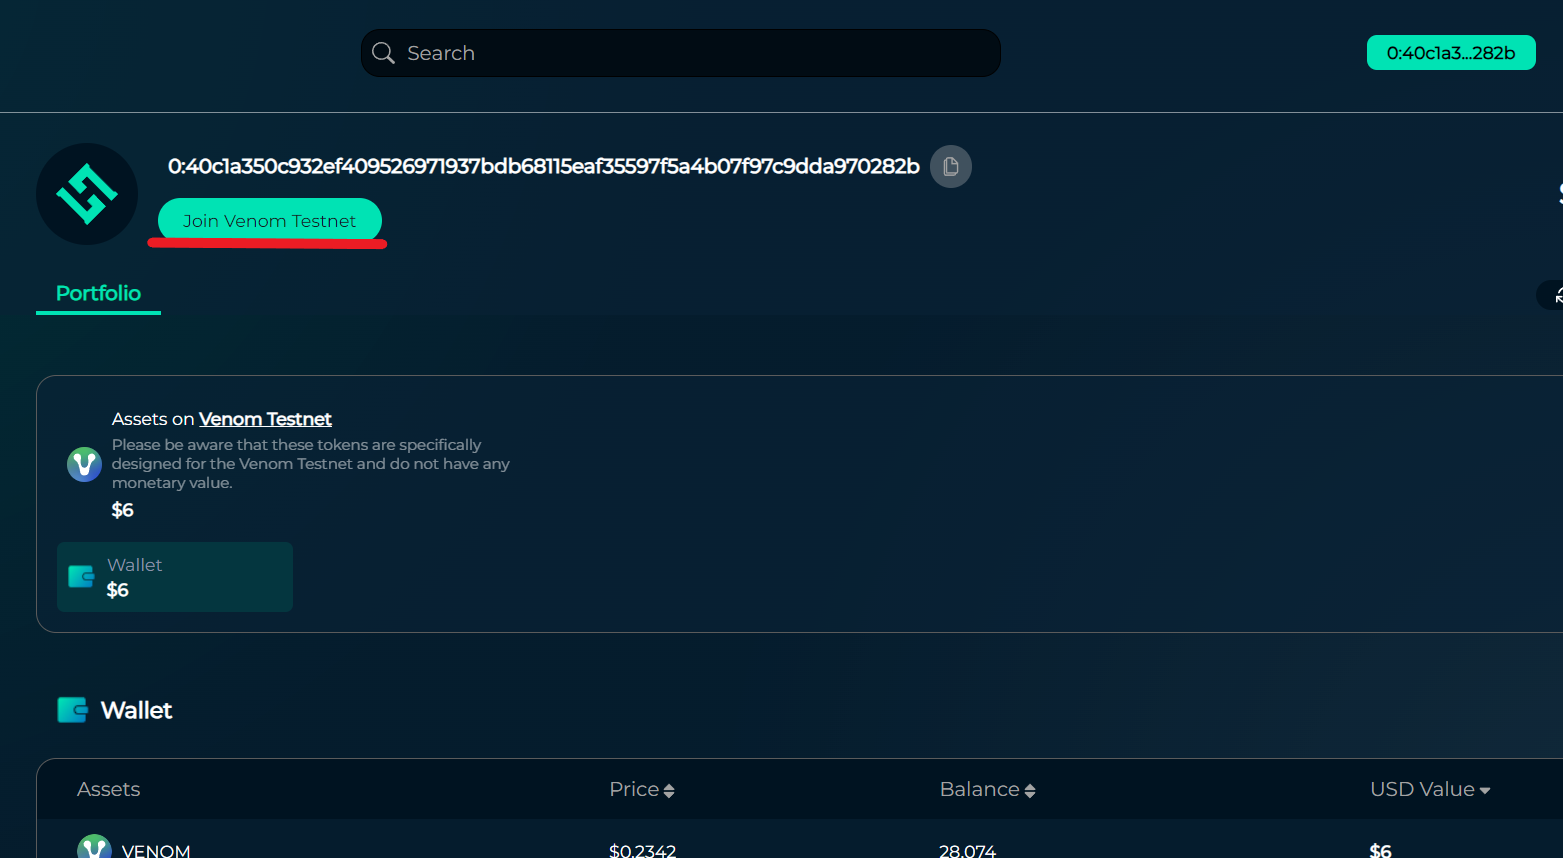 Search
0:40c1a3...282b
0:40c1a350c932ef409526971937bdb68115eaf35597f5a4b07f97c9dda970282b
Join Venom Testnet
Portfolio
Assets on Venom Testnet
Please be aware that these tokens are specifically
designed for the Venom Testnet and do not have any
monetary value.
$6
Wallet
$6
Wallet
Assets Price Balance USD Value
VENOM $0.2342 28.074 $6